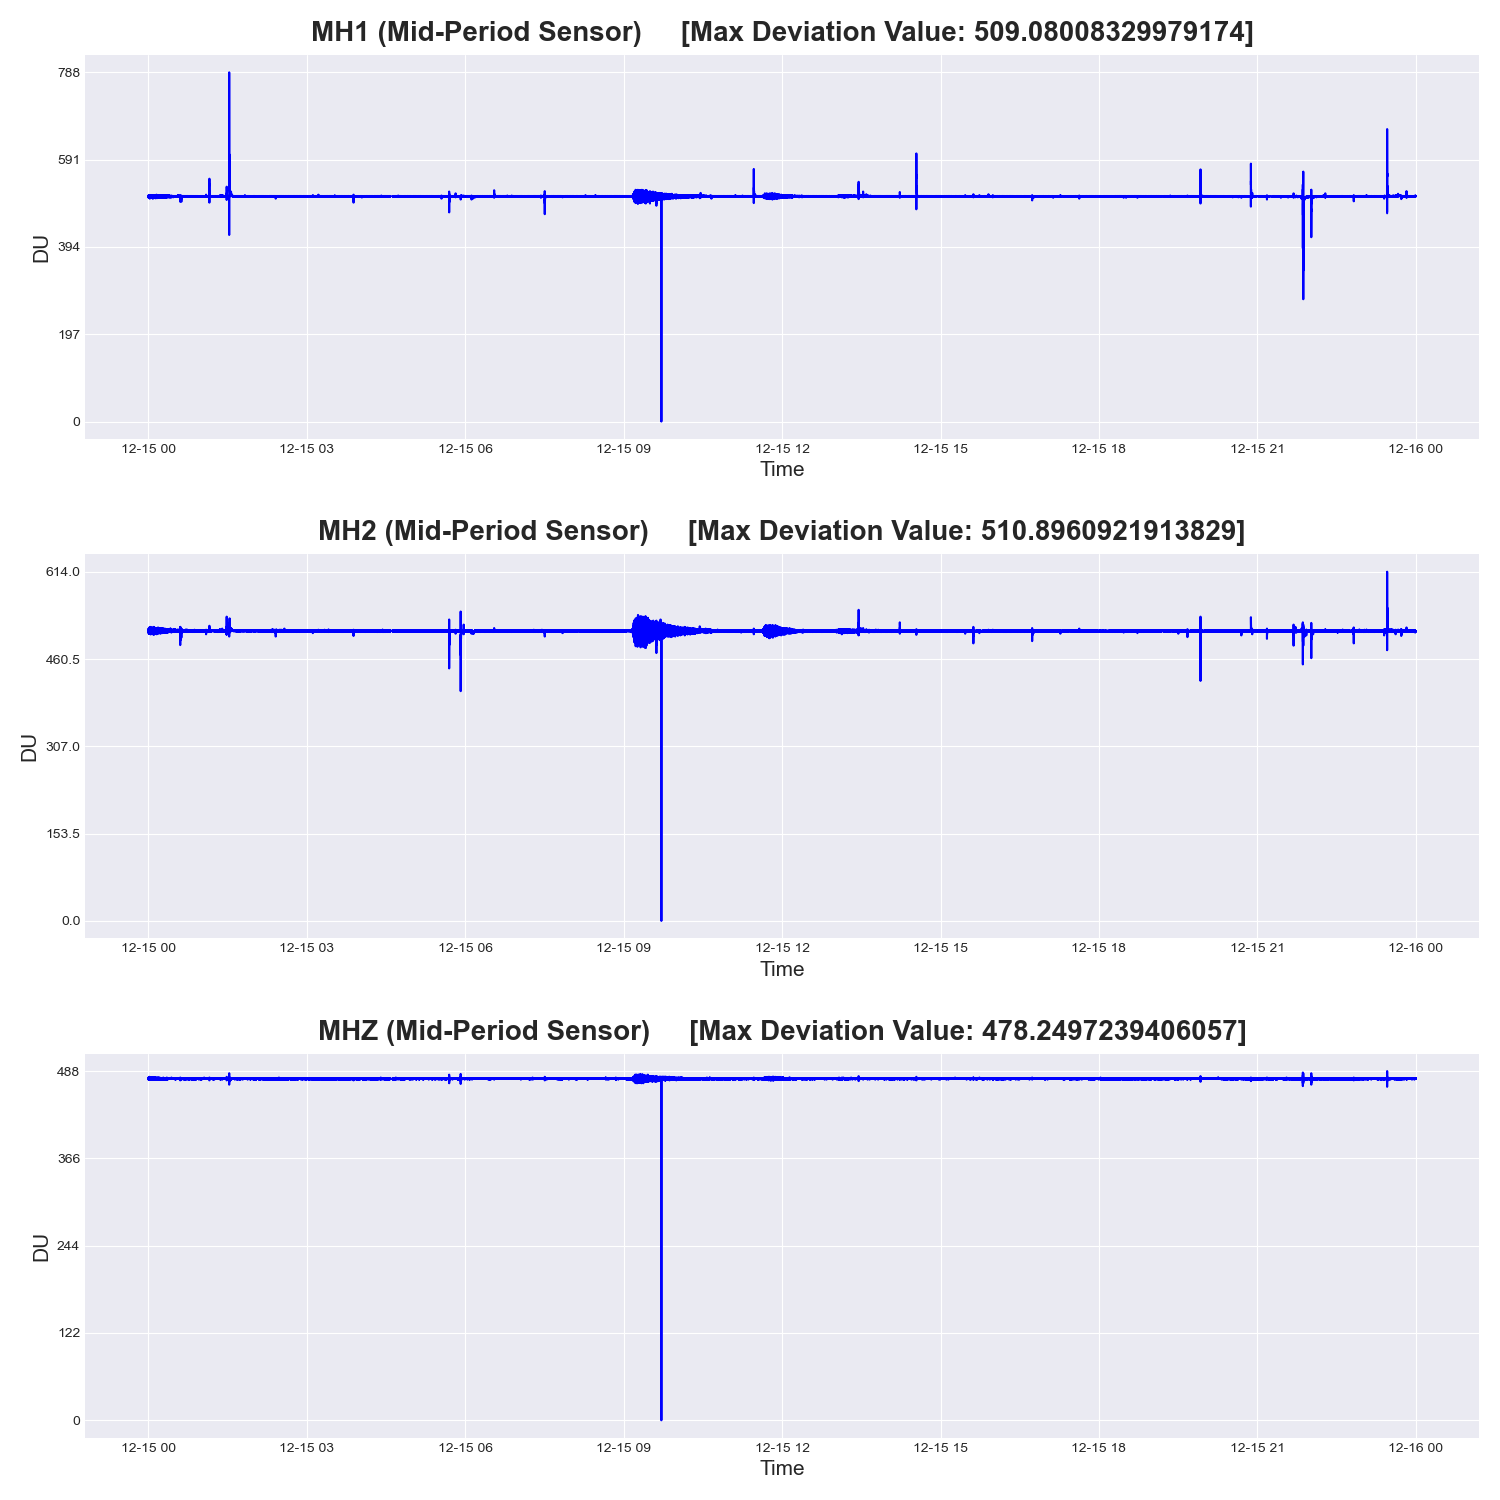 MH1 (Mid-Period Sensor) [Max Deviation Value: 509.08008329979174]
788
591
394
197
0
DU
12-15 00 12-15 03 12-15 06 12-15 09 12-15 12 12-15 15 12-15 18 12-15 21 12-16 00
Time
MH2 (Mid-Period Sensor) [Max Deviation Value: 510.8960921913829]
614.0
460.5
307.0
153.5
0.0
DU
12-15 00 12-15 03 12-15 06 12-15 09 12-15 12 12-15 15 12-15 18 12-15 21 12-16 00
Time
MHZ (Mid-Period Sensor) [Max Deviation Value: 478.2497239406057]
488
366
244
122
0
DU
12-15 00 12-15 03 12-15 06 12-15 09 12-15 12 12-15 15 12-15 18 12-15 21 12-16 00
Time